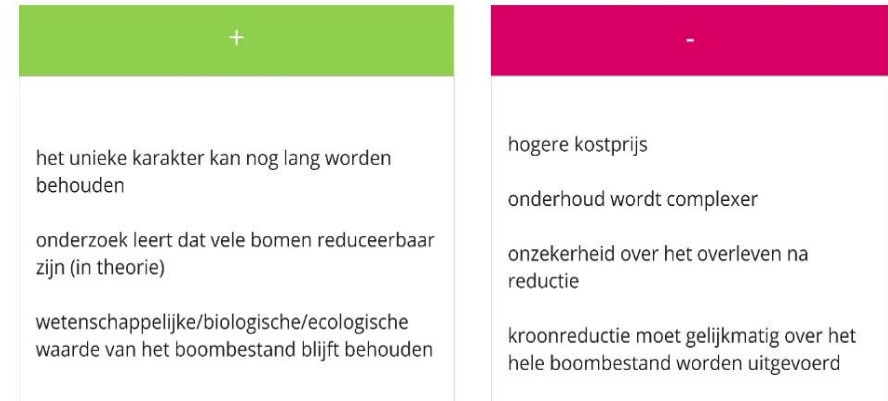 +
het unieke karakter kan nog lang worden
behouden
onderzoek leert dat vele bomen reduceerbaar
zijn (in theorie)
wetenschappelijke/biologische/ecologische
waarde van het boombestand blijft behouden
-
hogere kostprijs
onderhoud wordt complexer
onzekerheid over het overleven na
reductie
kroonreductie moet gelijkmatig over het
hele boombestand worden uitgevoerd